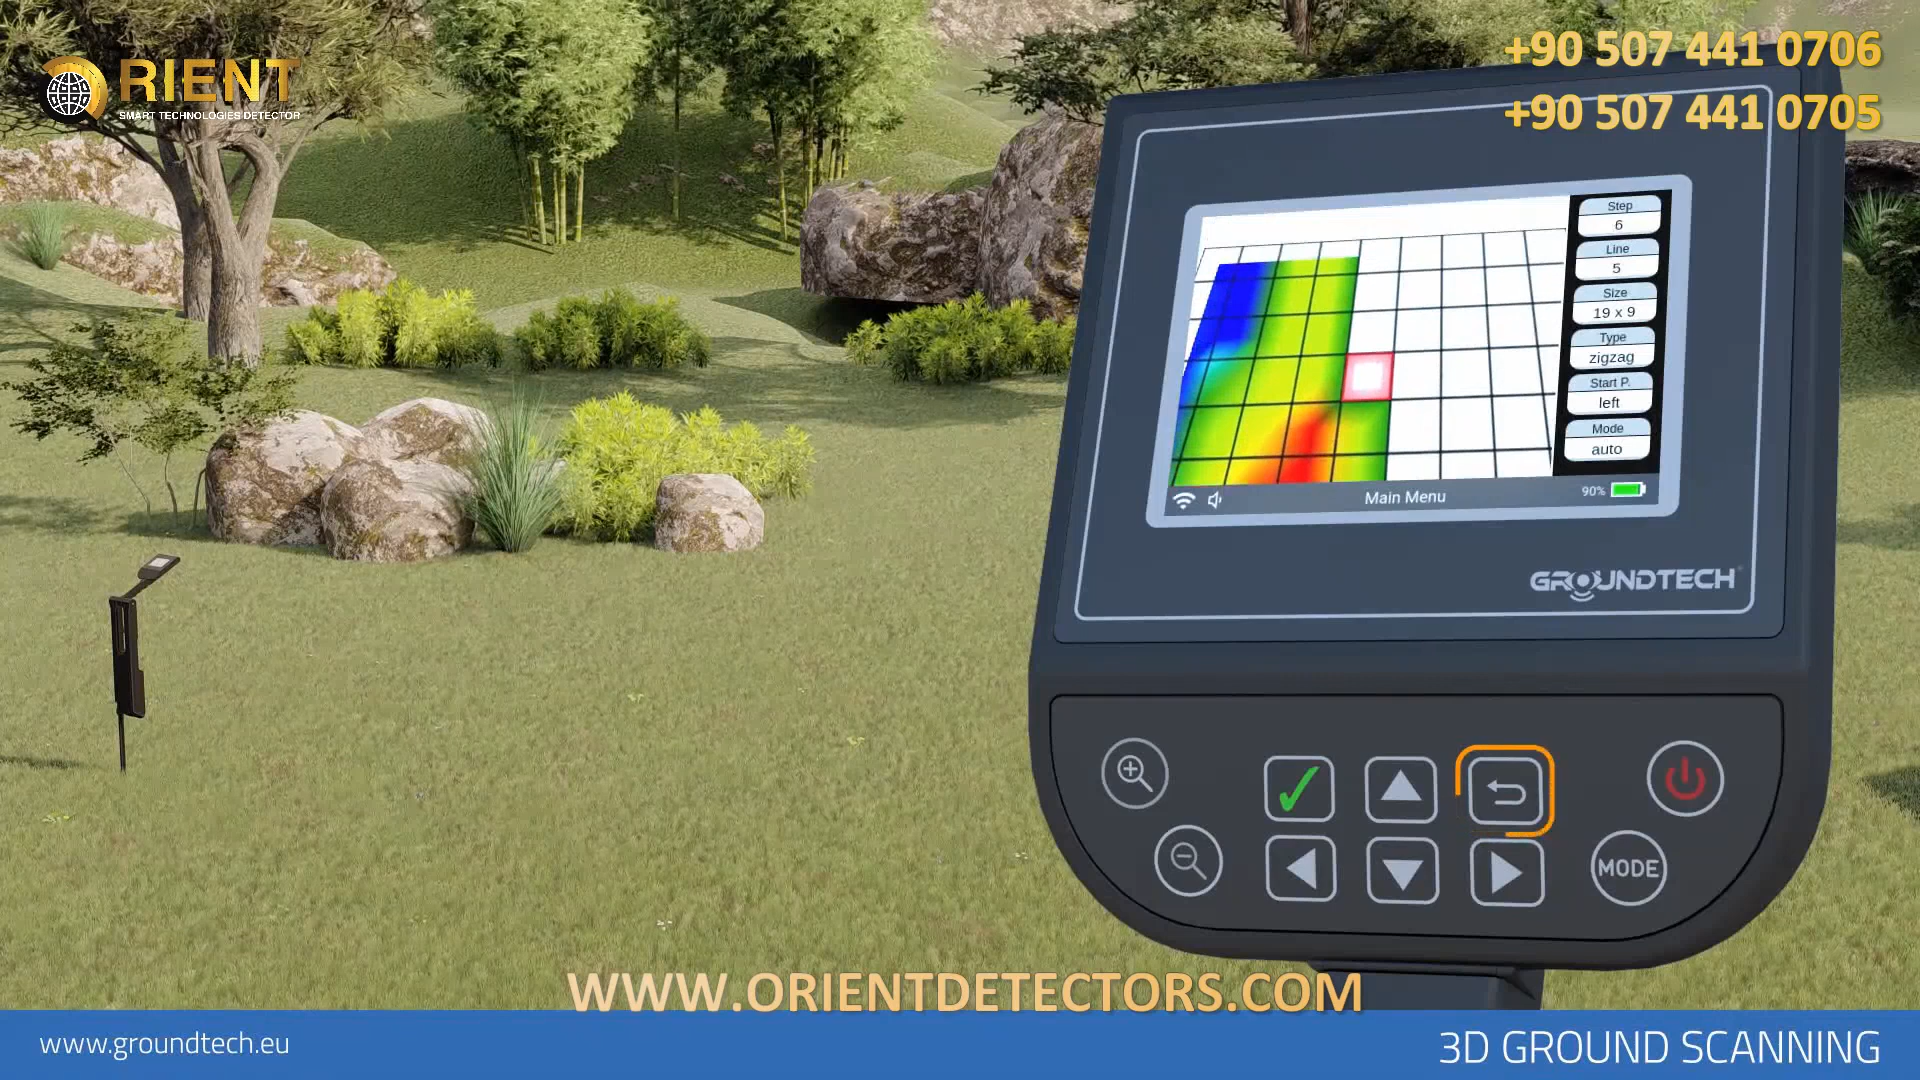 ORIENT
SMART TECHNOLOGIES DETECTOR
+90 507 441 0706
+90 507 441 0705
Step
6
Line
5
Size
19 x 9
Type
zigzag
Start P.
left
Mode
auto
Main Menu
90%
GROUNDTECH
MODE
WWW.ORIENTDETECTORS.COM
www.groundtech.eu
3D GROUND SCANNING